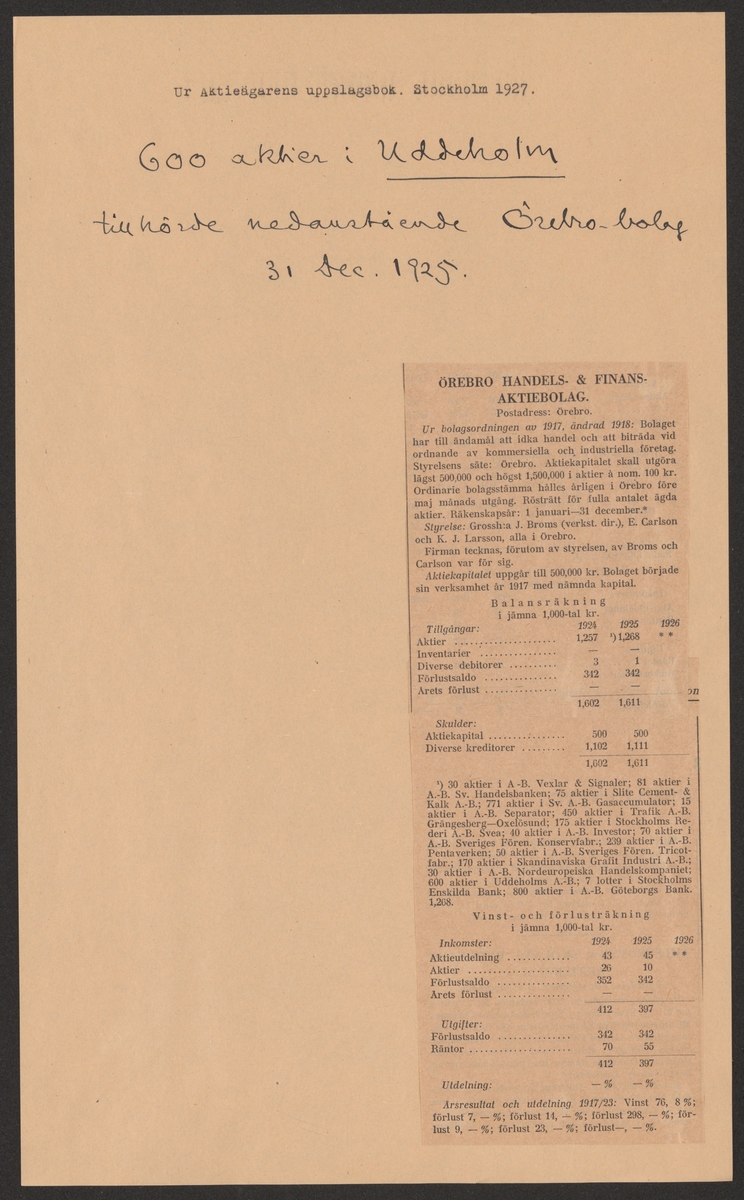 Ur Aktieägarens uppslagsbok. Stockholm 1927.
600 aktier i Uddeholm
tillhörde nedanstående Örebro-bolag
31 Dec. 1925.
ÖREBRO HANDELS- & FINANS-
AKTIEBOLAG.
Postadress: Örebro.
Ur bolagsordningen av 1917, ändrad 1918: Bolaget
har till ändamål att idka handel och att biträda vid
ordnande av kommersiella och industriella företag.
Styrelsens säte: Örebro. Aktiekapitalet skall utgöra
lägst 500,000 och högst 1,500,000 i aktier å nom. 100 kr.
Ordinarie bolagsstämma hålles årligen i Örebro före
maj månads utgång. Rösträtt för fulla antalet ägda
aktier. Räkenskapsår: 1 januari—31 december.*
Styrelse: Grossh:a J. Broms (verkst. dir.), E. Carlson
och K. J. Larsson, alla i Örebro.
Firman tecknas, förutom av styrelsen, av Broms och
Carlson var för sig.
Aktiekapitalet uppgår till 500,000 kr. Bolaget började
sin verksamhet år 1917 med nämnda kapital.
Balansräkning
i jämna 1,000-tal kr.
Tillgångar: 1924 1925 1926
Aktier .................... 1,257 ¹) 1,268 * *
Inventarier ............... — —
Diverse debitorer ......... 3 1
Förlustsaldo .............. 342 342
Årets förlust ............. — —
on
1,602 1,611
Skulder:
Aktiekapital ............... 500 500
Diverse kreditorer ......... 1,102 1,111
1,602 1,611
¹) 30 aktier i A.-B. Vexlar & Signaler; 81 aktier i
A.-B. Sv. Handelsbanken; 75 aktier i Slite Cement- &
Kalk A.-B.; 771 aktier i Sv. A.-B. Gasaccumulator; 15
aktier i A.-B. Separator; 450 aktier i Trafik A.-B.
Grängesberg—Oxelösund; 175 aktier i Stockholms Re-
deri A.-B. Svea; 40 aktier i A.-B. Investor; 70 aktier i
A.-B. Sveriges Fören. Konservfabr.; 239 aktier i A.-B.
Pentaverken; 50 aktier i A.-B. Sveriges Fören. Tricot-
fabr.; 170 aktier i Skandinaviska Grafit Industri A.-B.;
30 aktier i A.-B. Nordeuropeiska Handelskompaniet;
600 aktier i Uddeholms A.-B.; 7 lotter i Stockholms
Enskilda Bank; 800 aktier i A.-B. Göteborgs Bank.
1,268.
Vinst- och förlusträkning
i jämna 1,000-tal kr.
Inkomster: 1924 1925 1926
Aktieutdelning ............. 43 45 * *
Aktier ..................... 26 10
Förlustsaldo ............... 352 342
Årets förlust .............. — —
412 397
Utgifter:
Förlustsaldo ............... 342 342
Räntor ..................... 70 55
412 397
Utdelning: — % — %
Årsresultat och utdelning 1917/23: Vinst 76, 8 %;
förlust 7, — %; förlust 14, — %; förlust 298, — %; för-
lust 9, — %; förlust 23, — %; förlust—, — %.